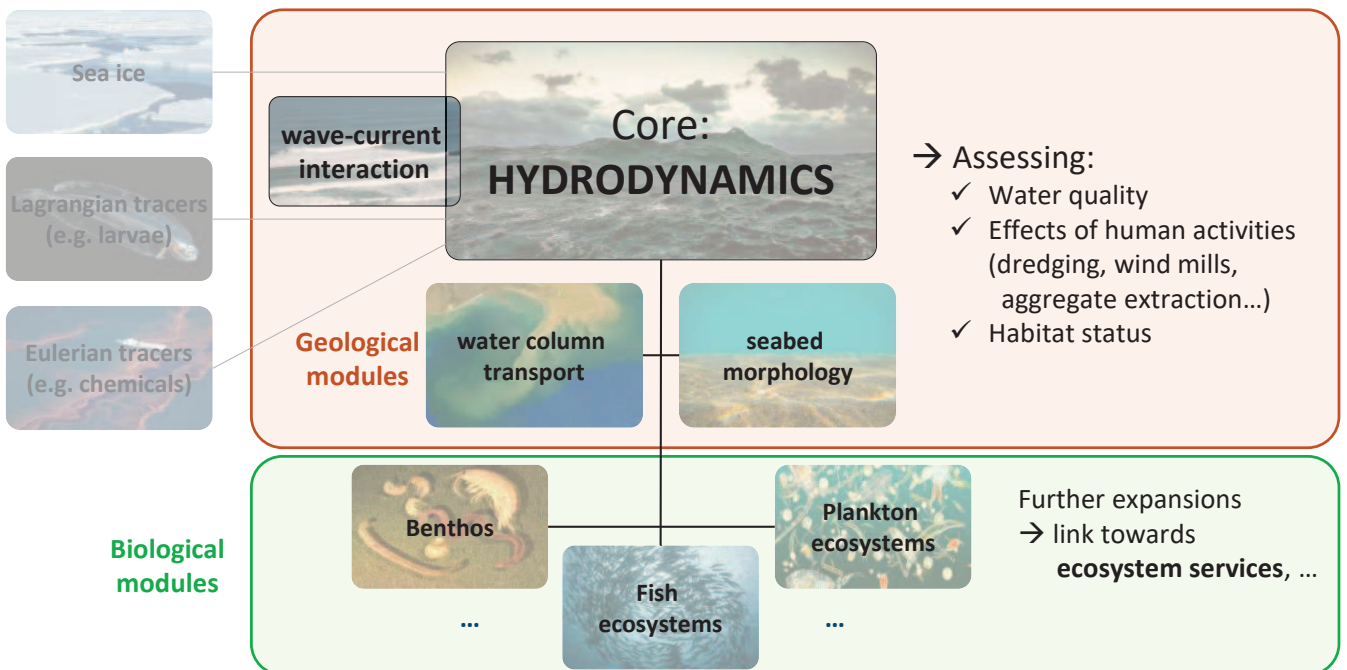 Sea ice
wave-current
interaction
Core:
HYDRODYNAMICS
Lagrangian tracers
(e.g. larvae)
Eulerian tracers
(e.g. chemicals)
→ Assessing:
✓ Water quality
✓ Effects of human activities
(dredging, wind mills,
aggregate extraction…)
✓ Habitat status
Geological
modules
water column
transport
seabed
morphology
Biological
modules
Benthos
Fish
ecosystems
Plankton
ecosystems
...
...
Further expansions
→ link towards
ecosystem services, …